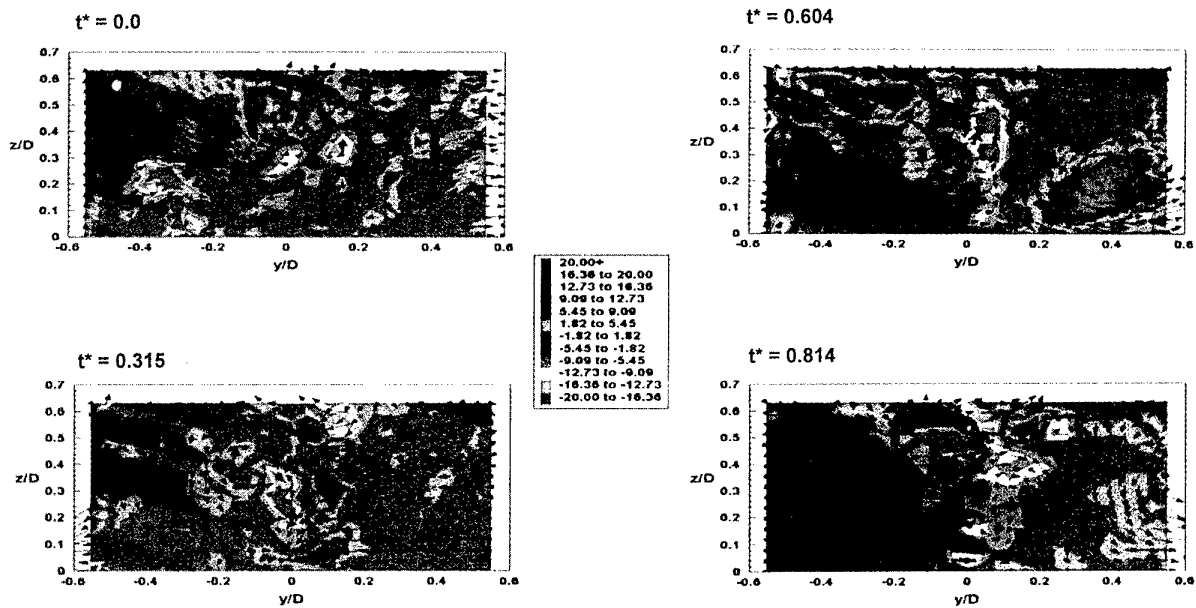 t* = 0.0
0.7
0.6
0.5
0.4
z/D
0.3
0.2
0.1
0
-0.6 -0.4 -0.2 0 0.2 0.4 0.6
y/D
t* = 0.604
0.7
0.6
0.5
0.4
z/D
0.3
0.2
0.1
0
-0.6 -0.4 -0.2 0 0.2 0.4 0.6
y/D
20.00+
16.36 to 20.00
12.73 to 16.36
9.09 to 12.73
5.45 to 9.09
1.82 to 5.45
-1.82 to 1.82
-5.45 to -1.82
-9.09 to -5.45
-12.73 to -9.09
-16.36 to -12.73
-20.00 to -16.36
t* = 0.315
0.7
0.6
0.5
0.4
z/D
0.3
0.2
0.1
0
-0.6 -0.4 -0.2 0 0.2 0.4 0.6
y/D
t* = 0.814
0.7
0.6
0.5
0.4
z/D
0.3
0.2
0.1
0
-0.6 -0.4 -0.2 0 0.2 0.4 0.6
y/D